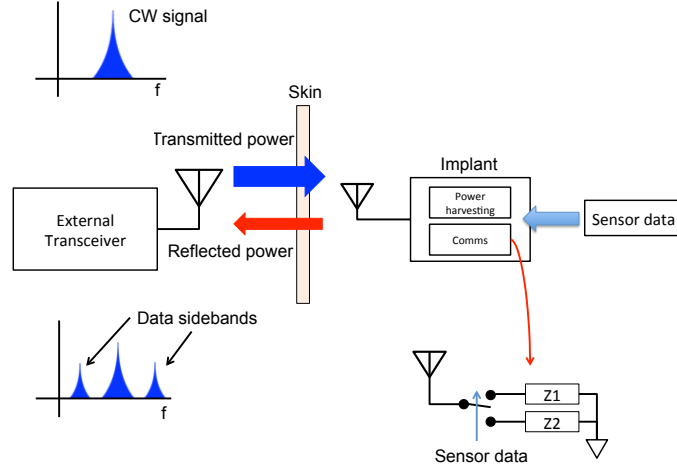 CW signal
f
Skin
Transmitted power
Implant
Power
harvesting
Comms
Sensor data
External
Transceiver
Reflected power
Data sidebands
f
Z1
Z2
Sensor data